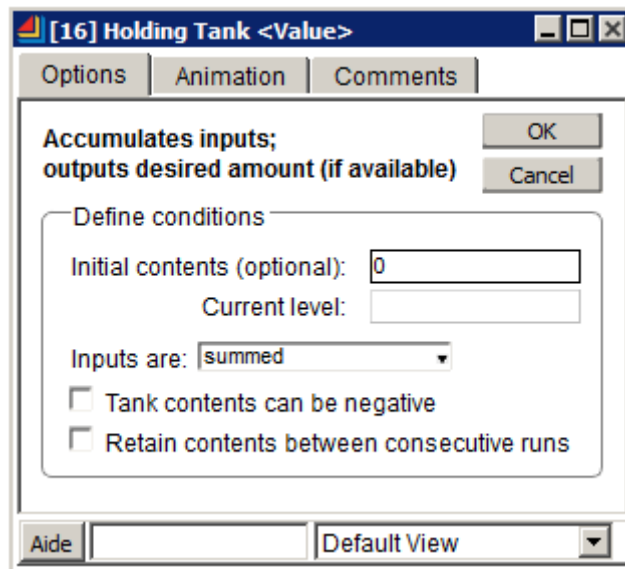 [16] Holding Tank <Value>
Options Animation Comments
Accumulates inputs;
outputs desired amount (if available)
OK
Cancel
Define conditions
Initial contents (optional): 0
Current level:
Inputs are: summed
Tank contents can be negative
Retain contents between consecutive runs
Aide Default View